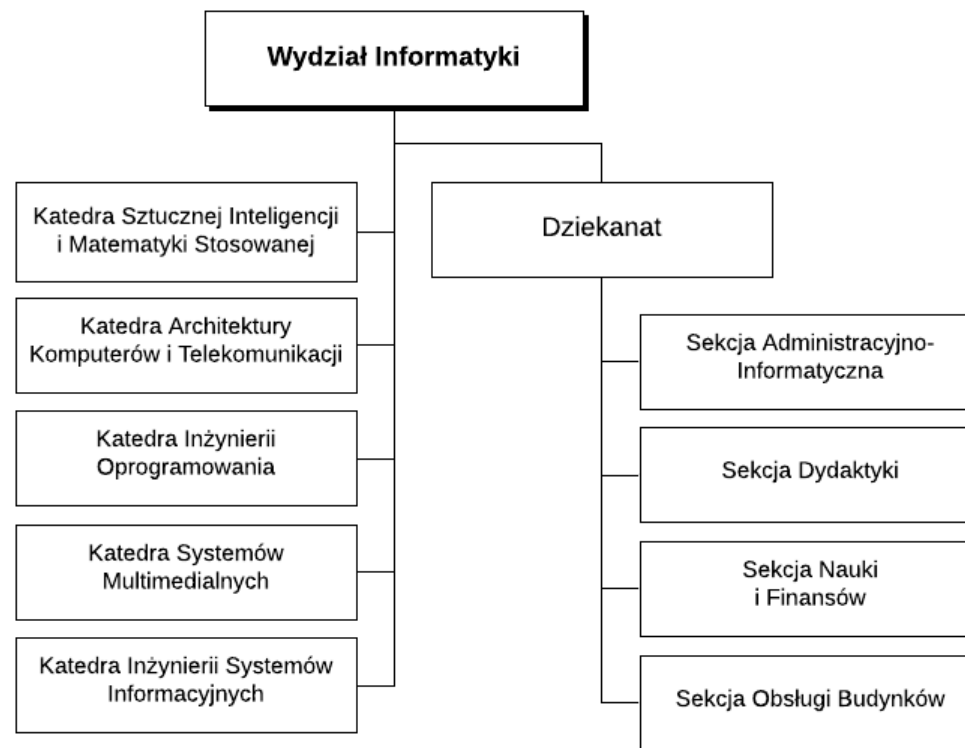 Wydział Informatyki
Katedra Sztucznej Inteligencji
i Matematyki Stosowanej
Katedra Architektury
Komputerów i Telekomunikacji
Katedra Inżynierii
Oprogramowania
Katedra Systemów
Multimedialnych
Katedra Inżynierii Systemów
Informacyjnych
Dziekanat
Sekcja Administracyjno-
Informatyczna
Sekcja Dydaktyki
Sekcja Nauki
i Finansów
Sekcja Obsługi Budynków